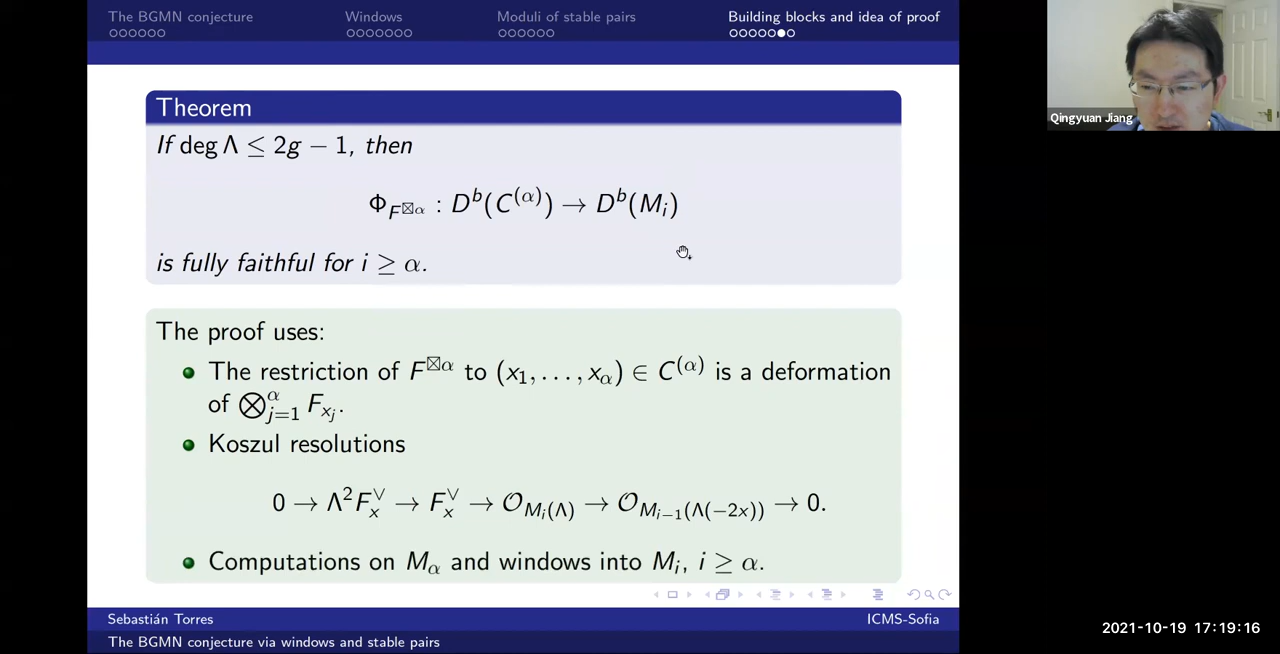 The BGMN conjecture
Windows
Moduli of stable pairs
Building blocks and idea of proof
Qingyuan Jiang
Theorem
If deg Λ ≤ 2g − 1, then
Φ_{F^{⊠α}} : D^b(C^{(α)}) → D^b(M_i)
is fully faithful for i ≥ α.
The proof uses:
The restriction of F^{⊠α} to (x_1, . . . , x_α) ∈ C^{(α)} is a deformation
of ⊗_{j=1}^{α} F_{x_j}.
Koszul resolutions
0 → Λ^2 F_x^∨ → F_x^∨ → O_{M_i(Λ)} → O_{M_{i−1}(Λ(−2x))} → 0.
Computations on M_α and windows into M_i, i ≥ α.
Sebastián Torres
ICMS-Sofia
The BGMN conjecture via windows and stable pairs
2021-10-19 17:19:16